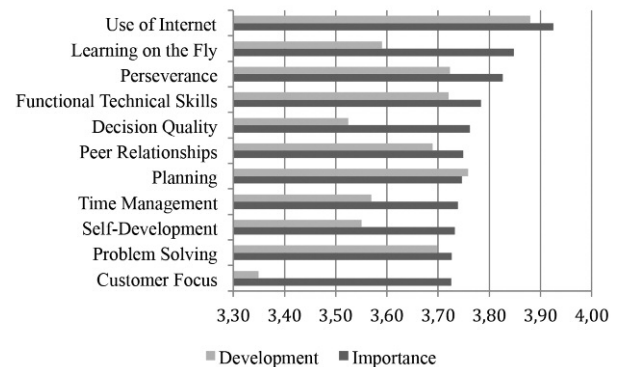 Use of Internet
Learning on the Fly
Perseverance
Functional Technical Skills
Decision Quality
Peer Relationships
Planning
Time Management
Self-Development
Problem Solving
Customer Focus
3,30 3,40 3,50 3,60 3,70 3,80 3,90 4,00
Development Importance